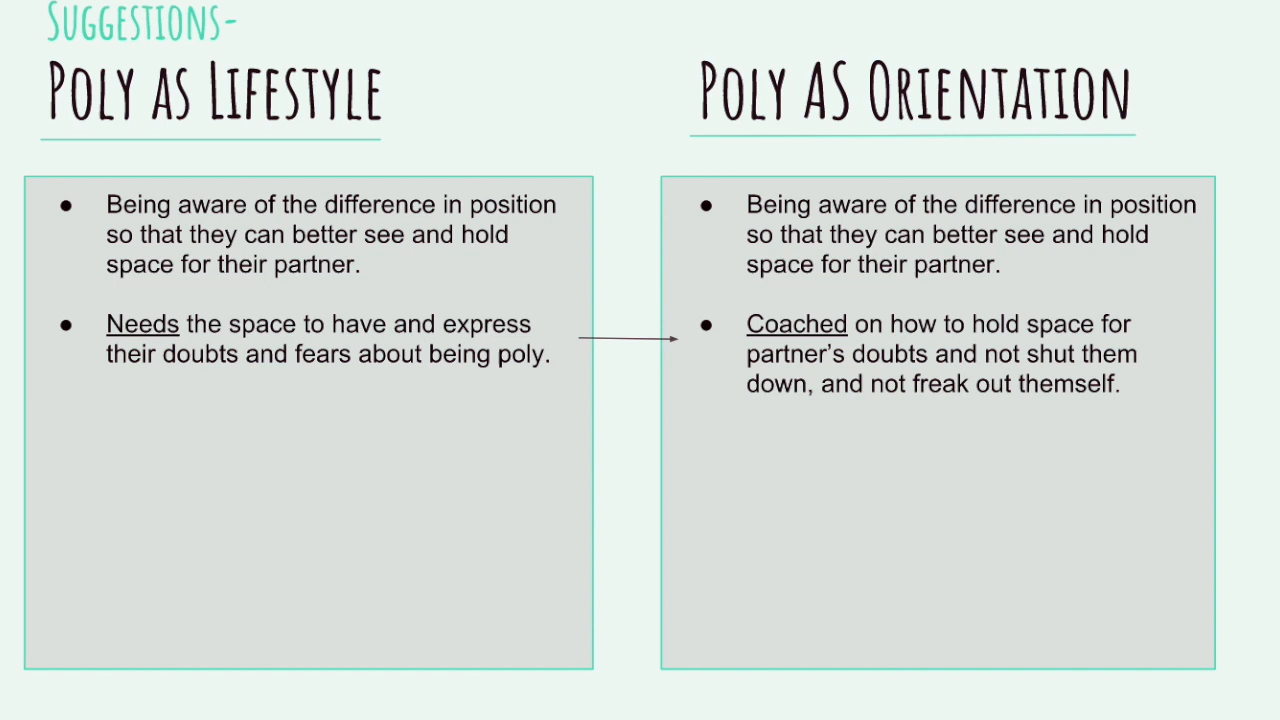 Suggestions-
Poly as Lifestyle
Poly AS Orientation
● Being aware of the difference in position
so that they can better see and hold
space for their partner.
● Needs the space to have and express
their doubts and fears about being poly.
● Being aware of the difference in position
so that they can better see and hold
space for their partner.
● Coached on how to hold space for
partner’s doubts and not shut them
down, and not freak out themself.